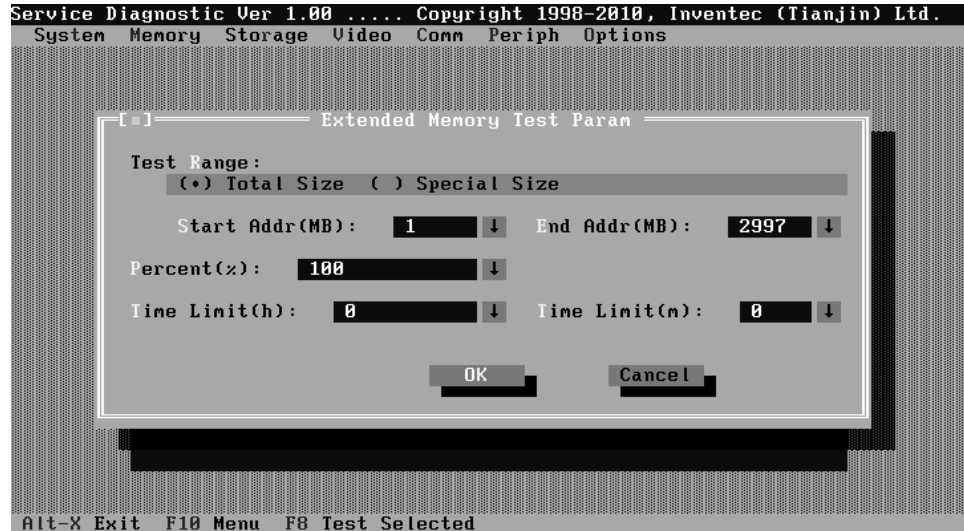 Service Diagnostic Ver 1.00 ..... Copyright 1998-2010, Inventec (Tianjin) Ltd.
System Memory Storage Video Comm Periph Options
[■] Extended Memory Test Param
Test Range:
(•) Total Size ( ) Special Size
Start Addr(MB): 1 ↓ End Addr(MB): 2997 ↓
Percent(%): 100 ↓
Time Limit(h): 0 ↓ Time Limit(m): 0 ↓
OK Cancel
Alt-X Exit F10 Menu F8 Test Selected